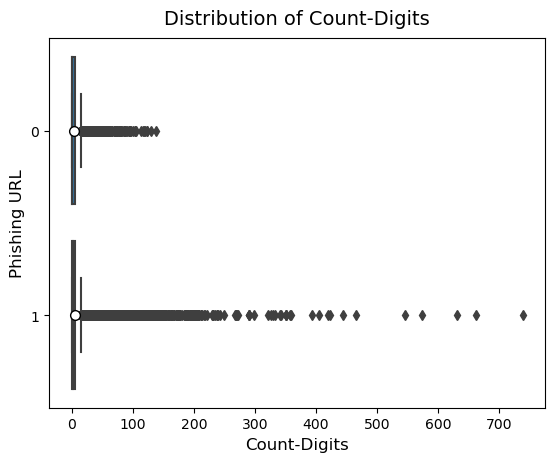 Distribution of Count-Digits
Phishing URL
0
1
0 100 200 300 400 500 600 700
Count-Digits